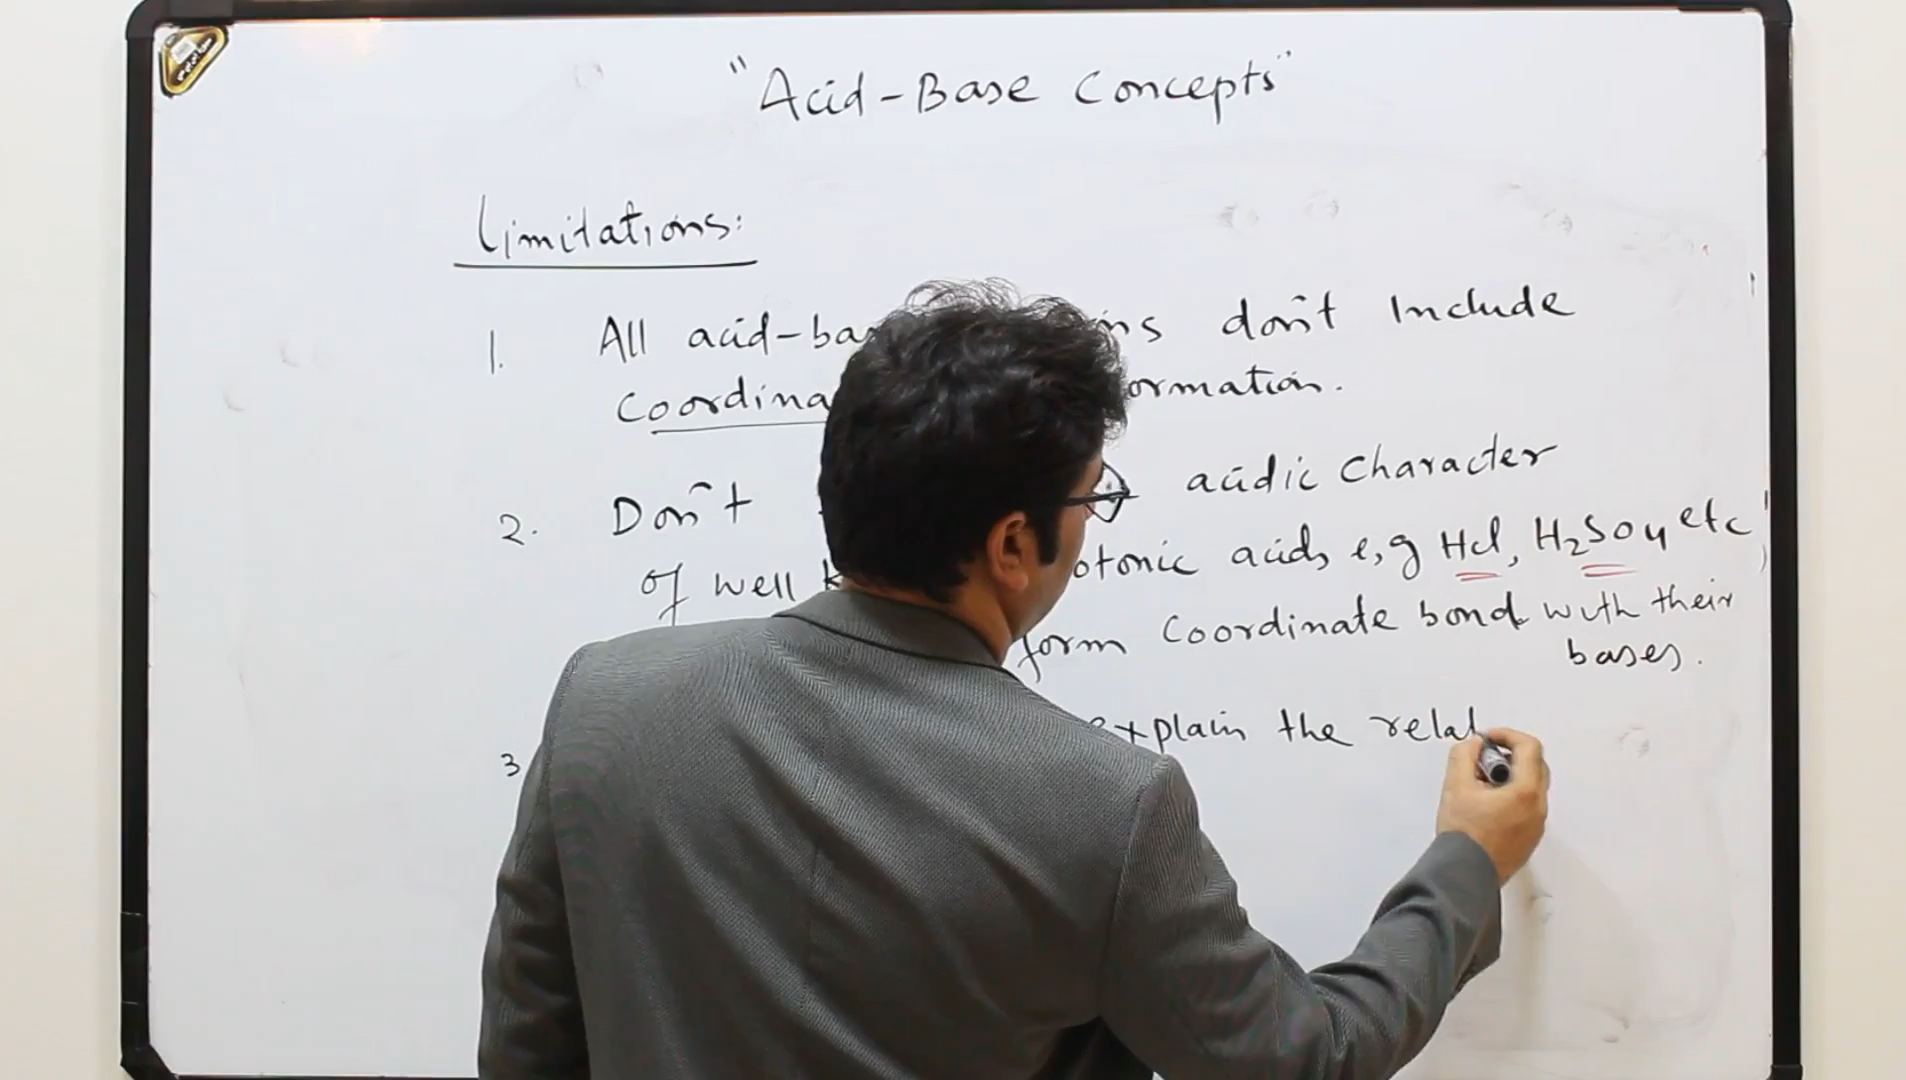 "Acid-Base Concepts"
Limitations:
1. All acid-ba ns don't Include
Coordina ormation.
2. Don't acidic Character
of well K otonic acids e,g Hcl, H2SO4 etc
form Coordinate bond with their
bases.
3 explain the relat